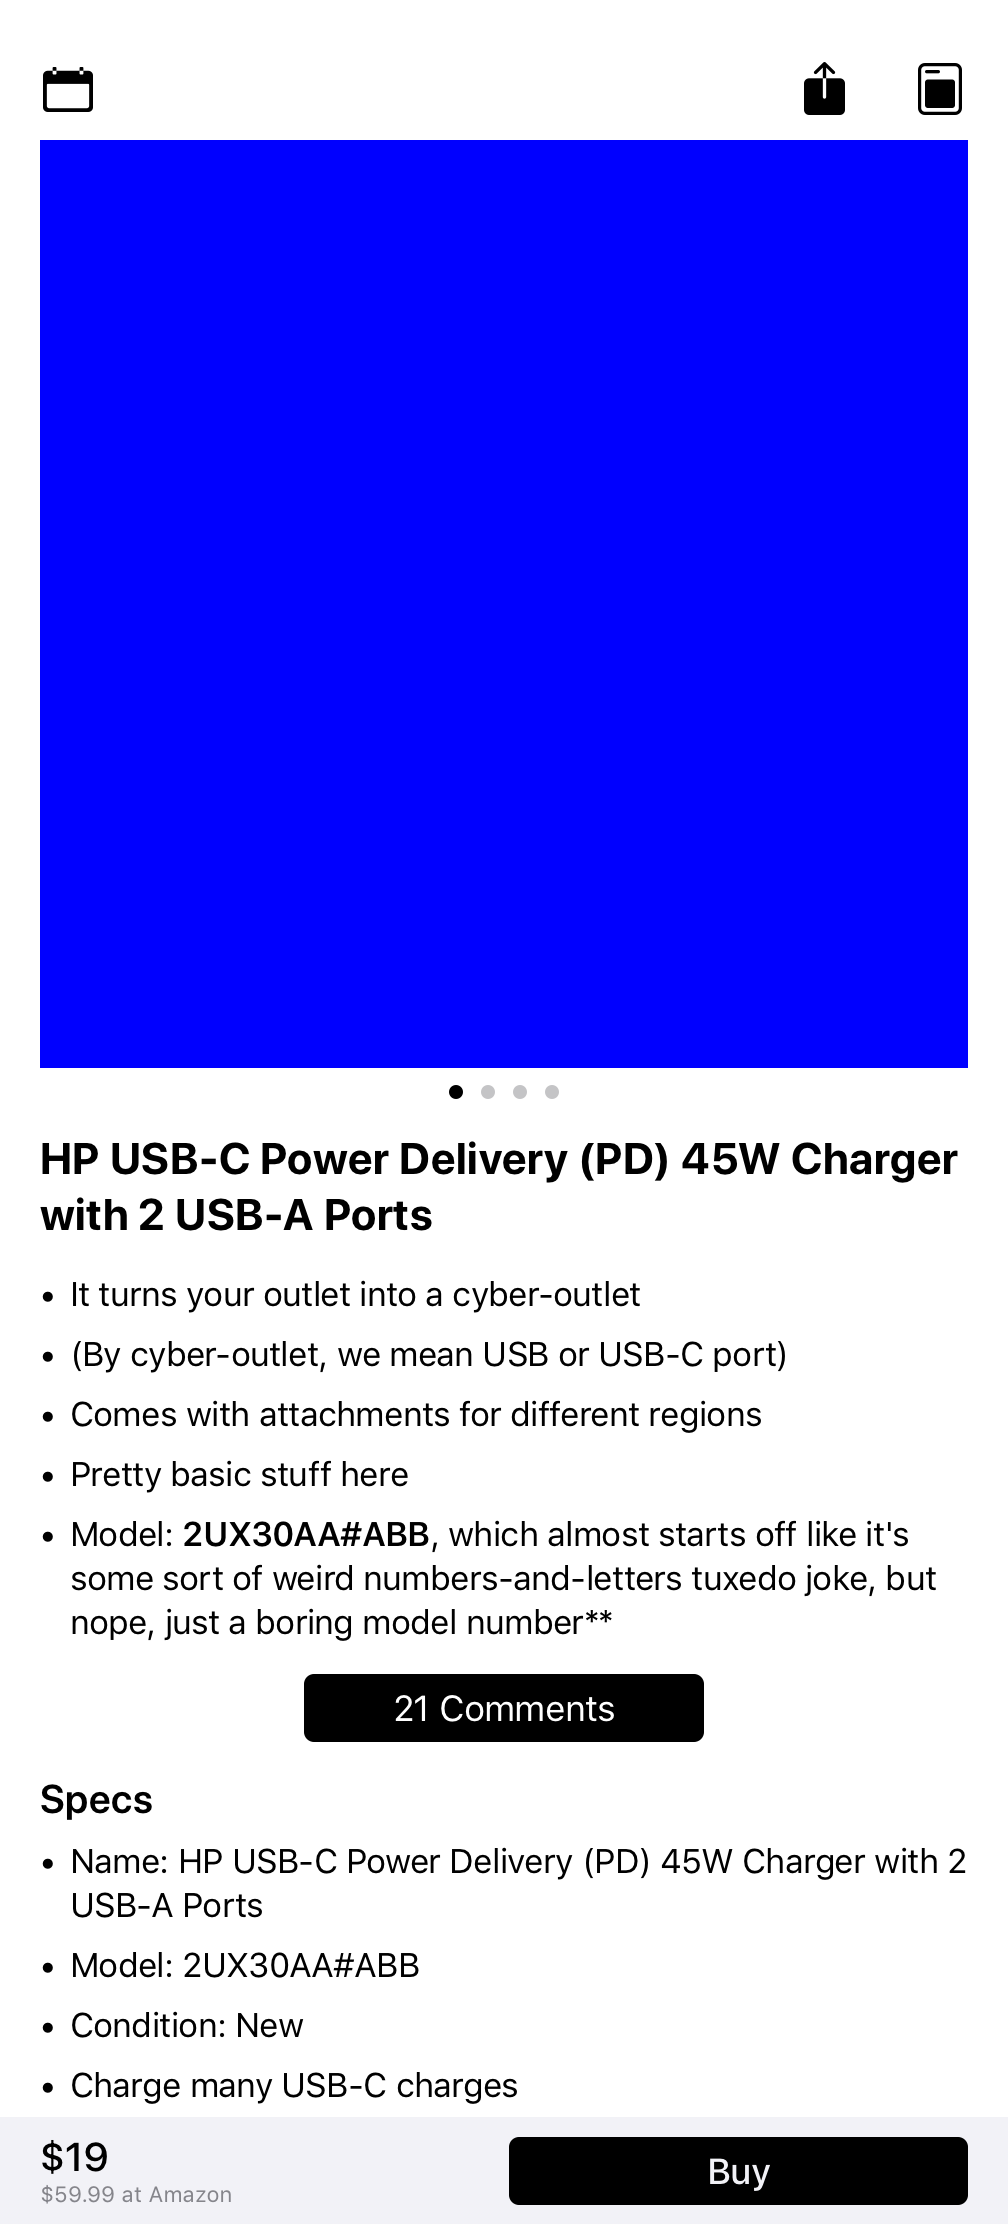 HP USB-C Power Delivery (PD) 45W Charger
with 2 USB-A Ports
• It turns your outlet into a cyber-outlet
• (By cyber-outlet, we mean USB or USB-C port)
• Comes with attachments for different regions
• Pretty basic stuff here
• Model: 2UX30AA#ABB, which almost starts off like it's
some sort of weird numbers-and-letters tuxedo joke, but
nope, just a boring model number**
21 Comments
Specs
• Name: HP USB-C Power Delivery (PD) 45W Charger with 2
USB-A Ports
• Model: 2UX30AA#ABB
• Condition: New
• Charge many USB-C charges
$19
$59.99 at Amazon
Buy